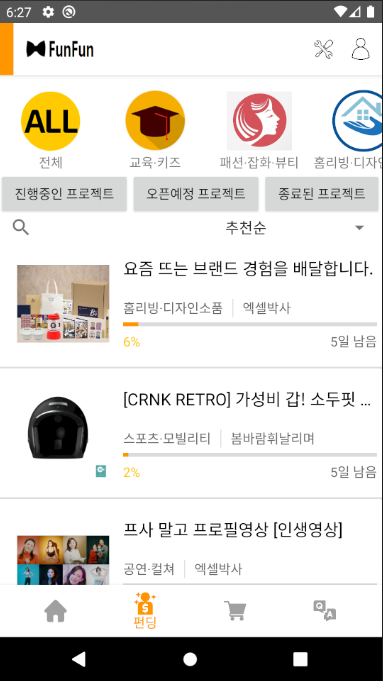 6:27
FunFun
ALL
전체
교육·키즈
패션·잡화·뷰티
홈리빙·디자인
진행중인 프로젝트
오픈예정 프로젝트
종료된 프로젝트
추천순
요즘 뜨는 브랜드 경험을 배달합니다.
홈리빙·디자인소품
엑셀박사
6%
5일 남음
[CRNK RETRO] 가성비 갑! 소두핏 ...
스포츠·모빌리티
봄바람휘날리며
2%
5일 남음
프사 말고 프로필영상 [인생영상]
공연·컬쳐
엑셀박사
펀딩
Q
A